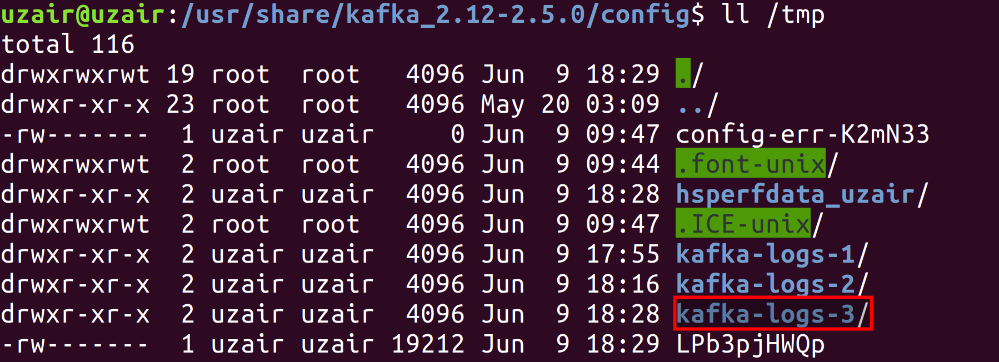 uzair@uzair:/usr/share/kafka_2.12-2.5.0/config$ ll /tmp
total 116
drwxrwxrwt 19 root  root   4096 Jun  9 18:29 ./
drwxr-xr-x 23 root  root   4096 May 20 03:09 ../
-rw-------  1 uzair uzair     0 Jun  9 09:47 config-err-K2mN33
drwxrwxrwt  2 root  root   4096 Jun  9 09:44 .font-unix/
drwxr-xr-x  2 uzair uzair  4096 Jun  9 18:28 hsperfdata_uzair/
drwxrwxrwt  2 root  root   4096 Jun  9 09:47 .ICE-unix/
drwxr-xr-x  2 uzair uzair  4096 Jun  9 17:55 kafka-logs-1/
drwxr-xr-x  2 uzair uzair  4096 Jun  9 18:16 kafka-logs-2/
drwxr-xr-x  2 uzair uzair  4096 Jun  9 18:28 kafka-logs-3/
-rw-------  1 uzair uzair 19212 Jun  9 18:29 LPb3pjHWQp